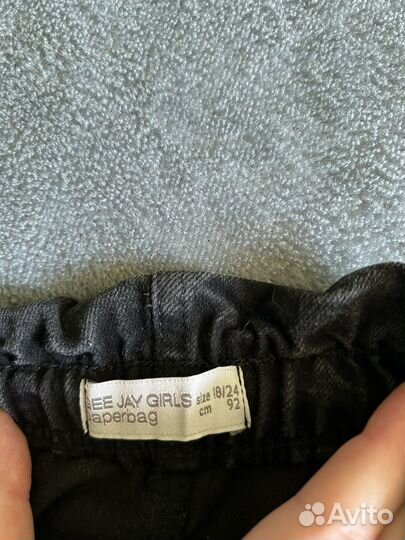 EE JAY GIRLS size 18/24
aperbag cm 92
Avito